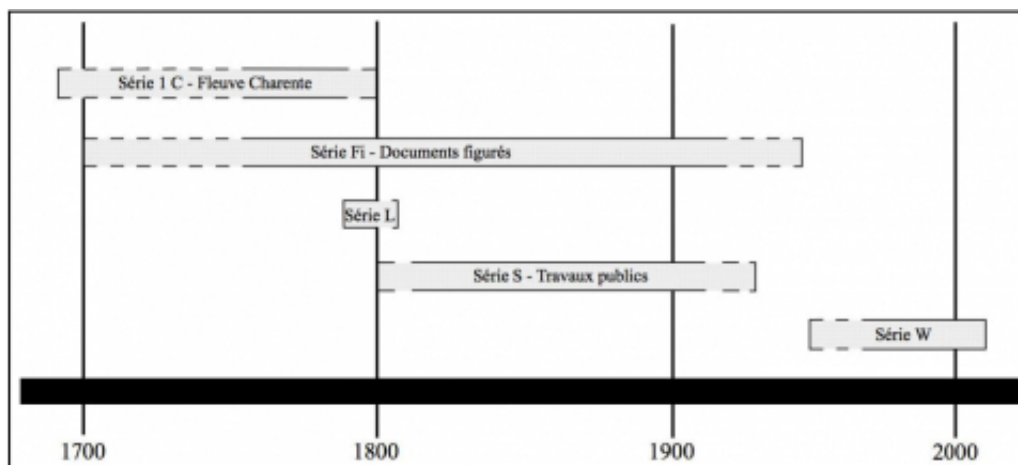 Série 1 C - Fleuve Charente
Série Fi - Documents figurés
Série L
Série S - Travaux publics
Série W
1700 1800 1900 2000